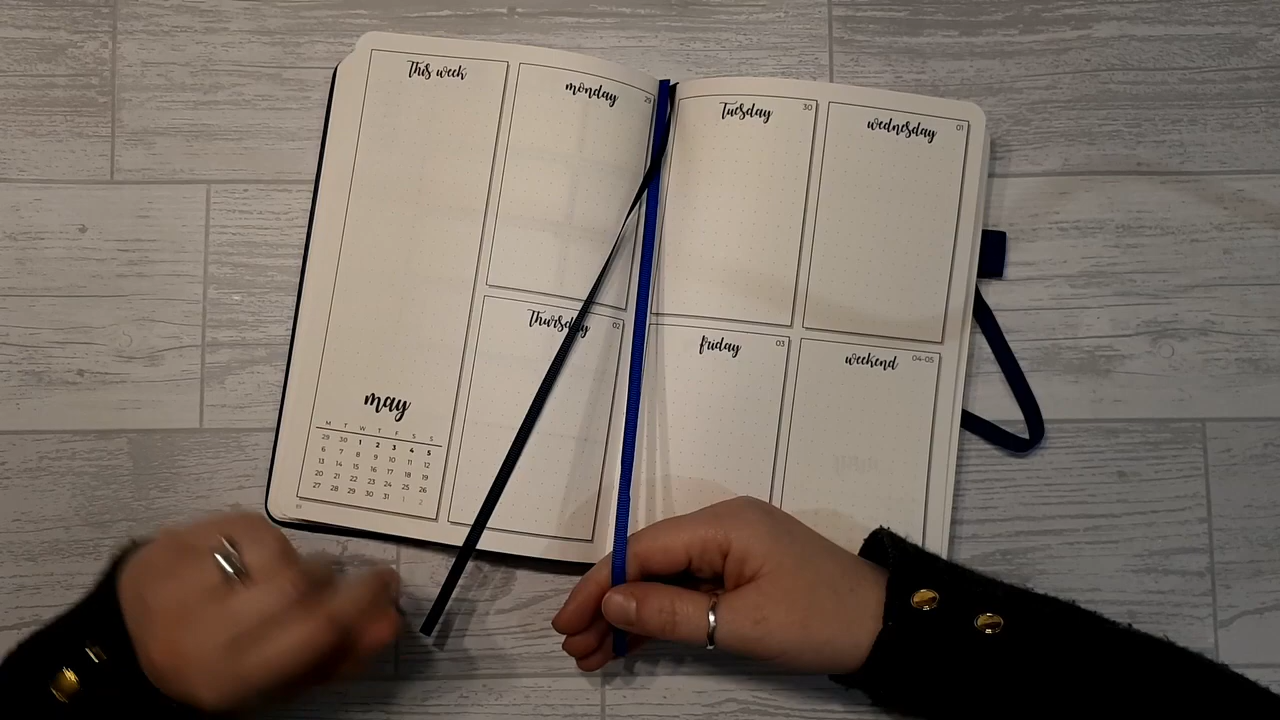 This week
may
M T W T F S S
29 30 1 2 3 4 5
6 7 8 9 10 11 12
13 14 15 16 17 18 19
20 21 22 23 24 25 26
27 28 29 30 31 1 2
monday 29
Thursday 02
Tuesday 30
wednesday 01
friday 03
weekend 04-05